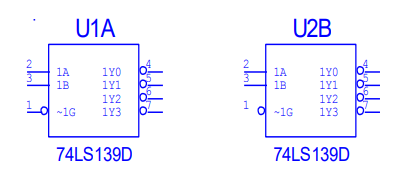 U1A U2B
2 1A 1Y0 4 2 1A 1Y0 4
3 1B 1Y1 5 3 1B 1Y1 5
1Y2 6 1Y2 6
1 ~1G 1Y3 7 1 ~1G 1Y3 7
74LS139D 74LS139D